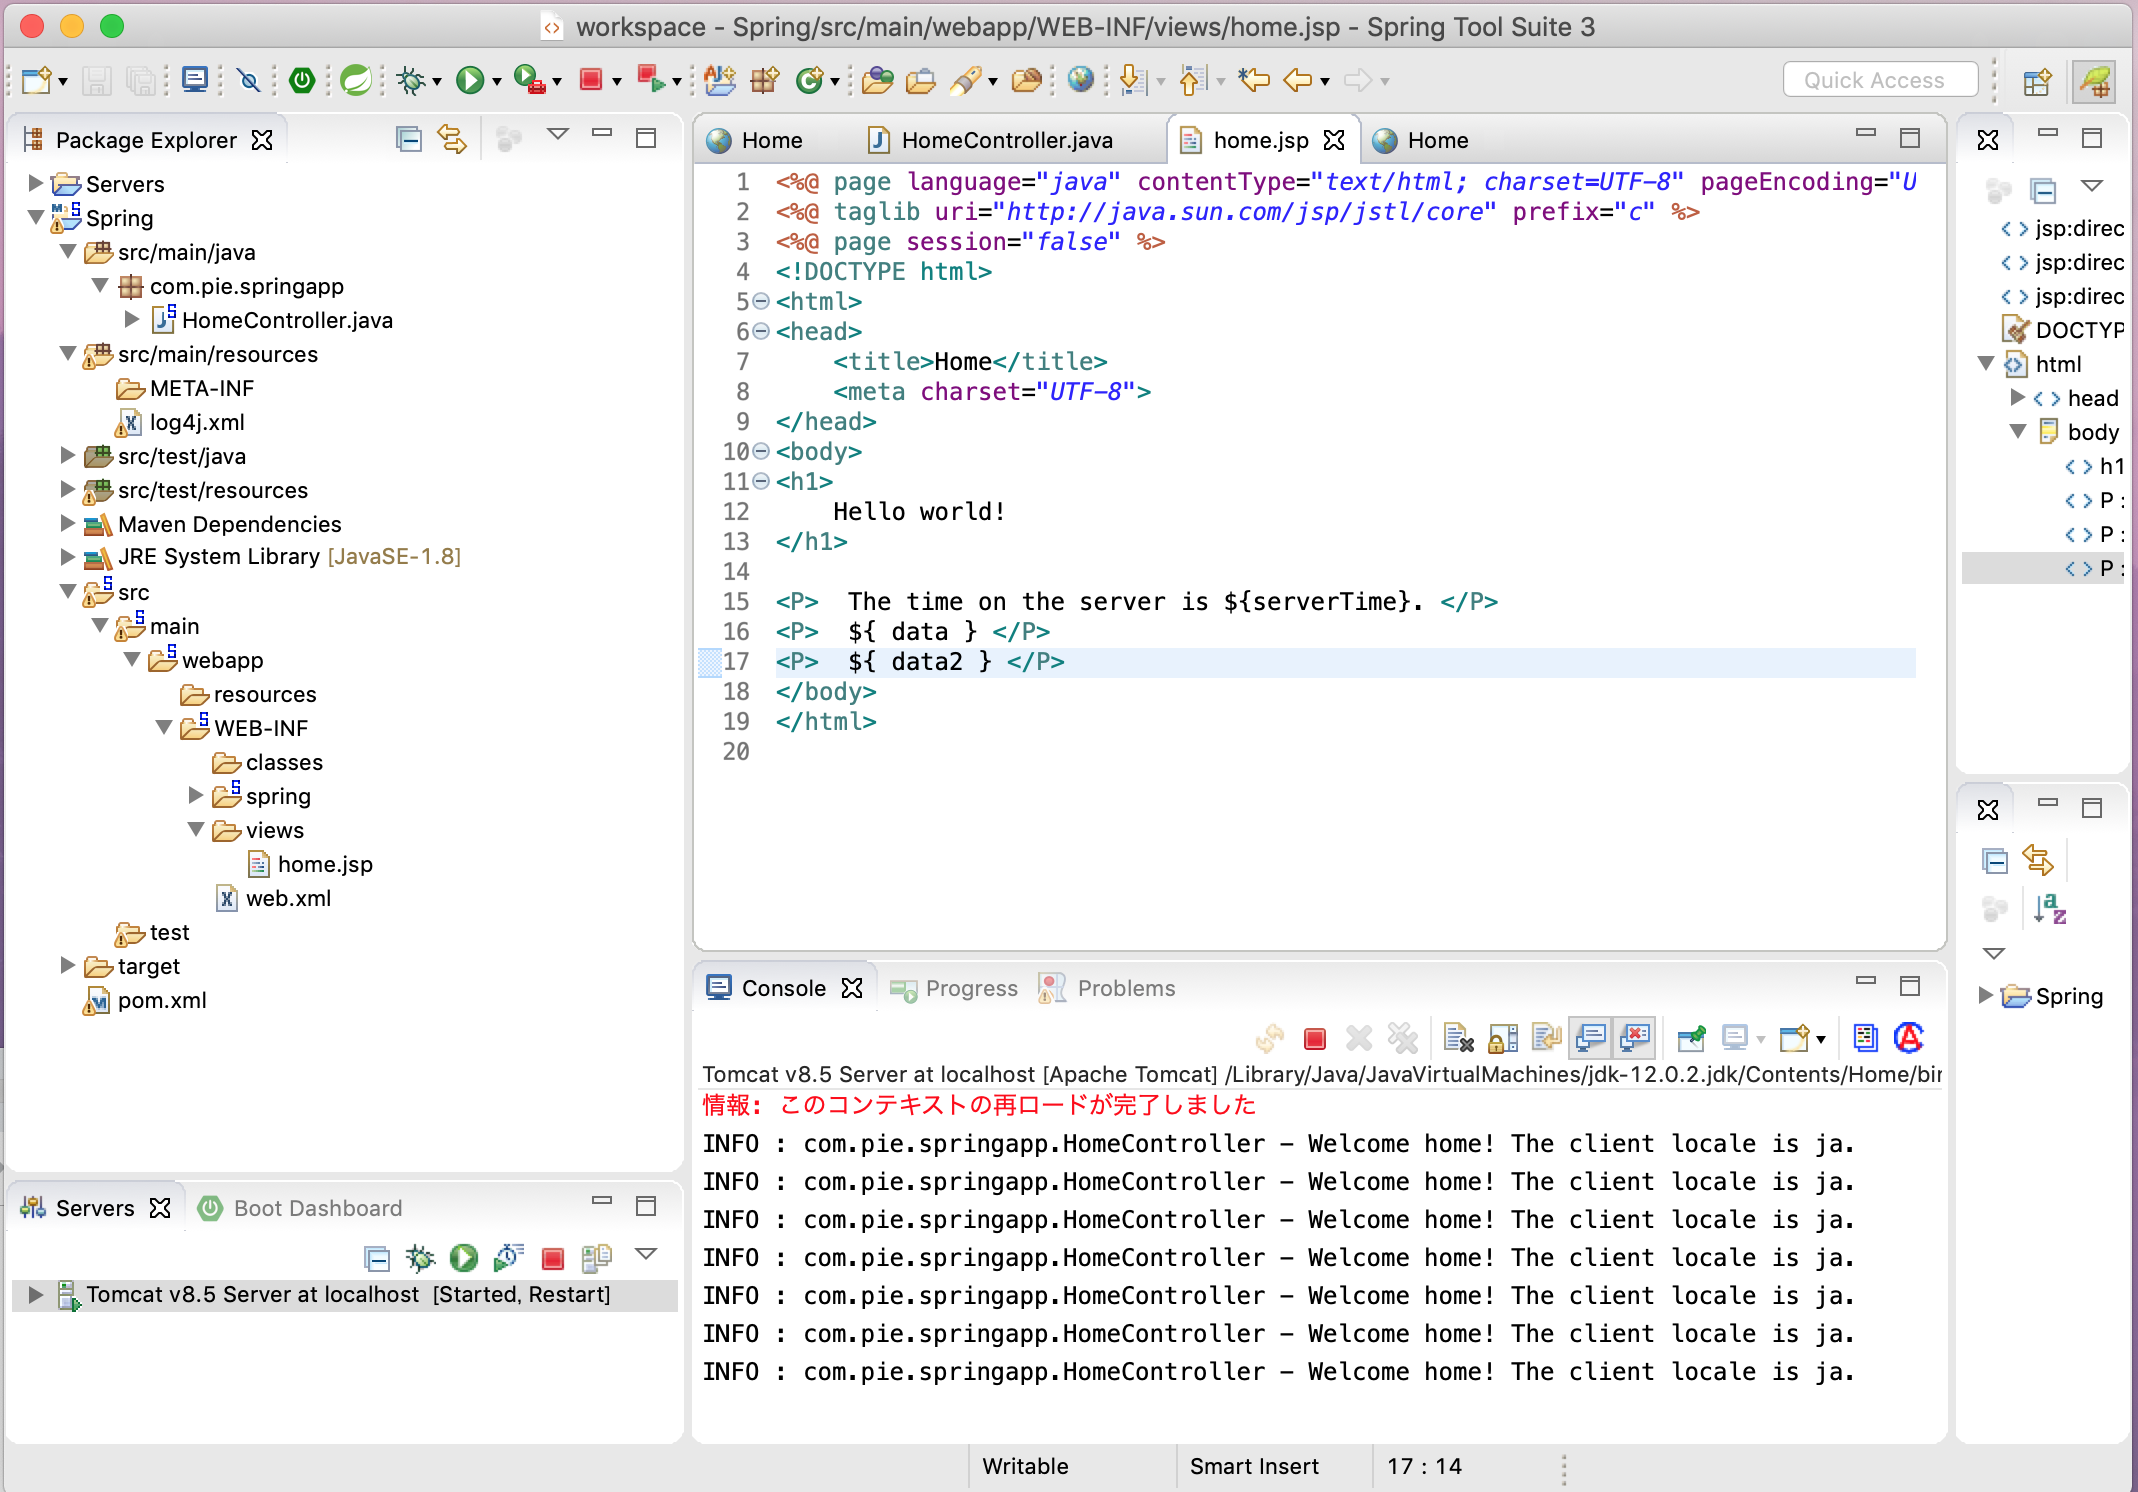 workspace - Spring/src/main/webapp/WEB-INF/views/home.jsp - Spring Tool Suite 3
Quick Access
Package Explorer
Servers
Spring
src/main/java
com.pie.springapp
HomeController.java
src/main/resources
META-INF
log4j.xml
src/test/java
src/test/resources
Maven Dependencies
JRE System Library [JavaSE-1.8]
src
main
webapp
resources
WEB-INF
classes
spring
views
home.jsp
web.xml
test
target
pom.xml
Servers
Boot Dashboard
Tomcat v8.5 Server at localhost [Started, Restart]
Home
HomeController.java
home.jsp
Home
1 <%@ page language="java" contentType="text/html; charset=UTF-8" pageEncoding="U
2 <%@ taglib uri="http://java.sun.com/jsp/jstl/core" prefix="c" %>
3 <%@ page session="false" %>
4 <!DOCTYPE html>
5 <html>
6 <head>
7 <title>Home</title>
8 <meta charset="UTF-8">
9 </head>
10 <body>
11 <h1>
12 Hello world!
13 </h1>
14
15 <P>  The time on the server is ${serverTime}. </P>
16 <P>  ${ data } </P>
17 <P>  ${ data2 } </P>
18 </body>
19 </html>
20
Console
Progress
Problems
Tomcat v8.5 Server at localhost [Apache Tomcat] /Library/Java/JavaVirtualMachines/jdk-12.0.2.jdk/Contents/Home/bin
情報: このコンテキストの再ロードが完了しました
INFO : com.pie.springapp.HomeController - Welcome home! The client locale is ja.
INFO : com.pie.springapp.HomeController - Welcome home! The client locale is ja.
INFO : com.pie.springapp.HomeController - Welcome home! The client locale is ja.
INFO : com.pie.springapp.HomeController - Welcome home! The client locale is ja.
INFO : com.pie.springapp.HomeController - Welcome home! The client locale is ja.
INFO : com.pie.springapp.HomeController - Welcome home! The client locale is ja.
INFO : com.pie.springapp.HomeController - Welcome home! The client locale is ja.
jsp:direc
jsp:direc
jsp:direc
DOCTYP
html
head
body
h1
P :
P :
P :
Spring
Writable
Smart Insert
17 : 14